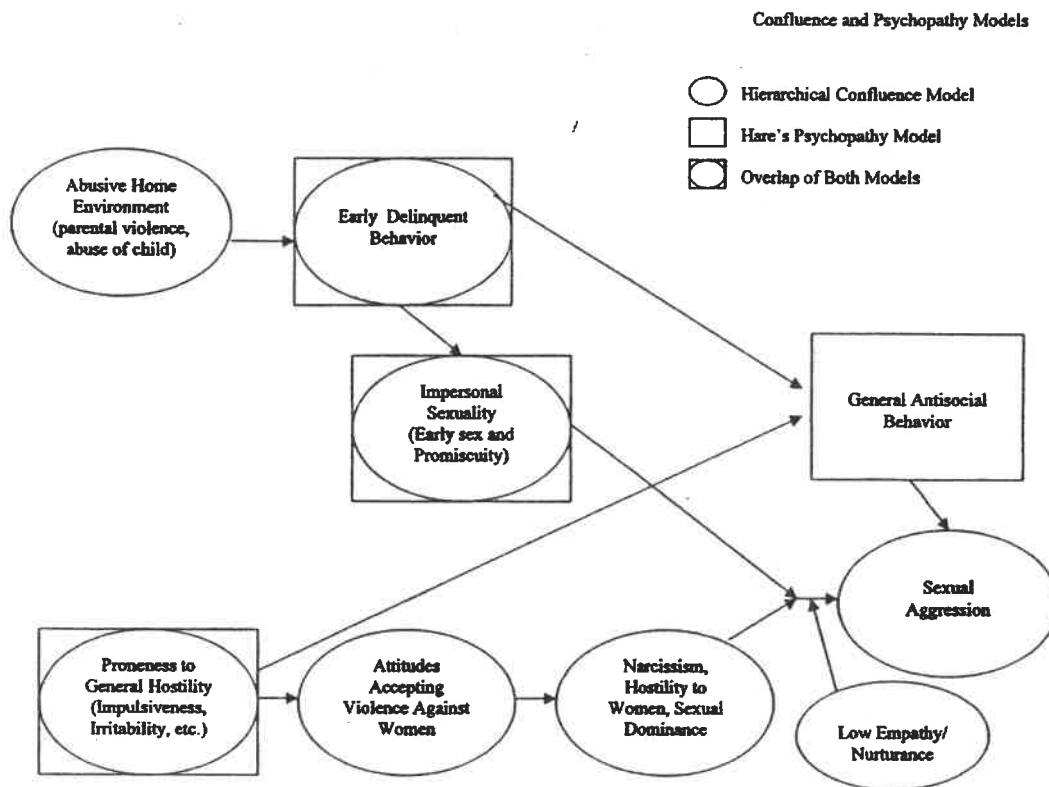 Confluence and Psychopathy Models
Hierarchical Confluence Model
Hare's Psychopathy Model
Overlap of Both Models
Abusive Home
Environment
(parental violence,
abuse of child)
Early Delinquent
Behavior
Impersonal
Sexuality
(Early sex and
Promiscuity)
General Antisocial
Behavior
Sexual
Aggression
Proneness to
General Hostility
(Impulsiveness,
Irritability, etc.)
Attitudes
Accepting
Violence Against
Women
Narcissism,
Hostility to
Women, Sexual
Dominance
Low Empathy/
Nurturance